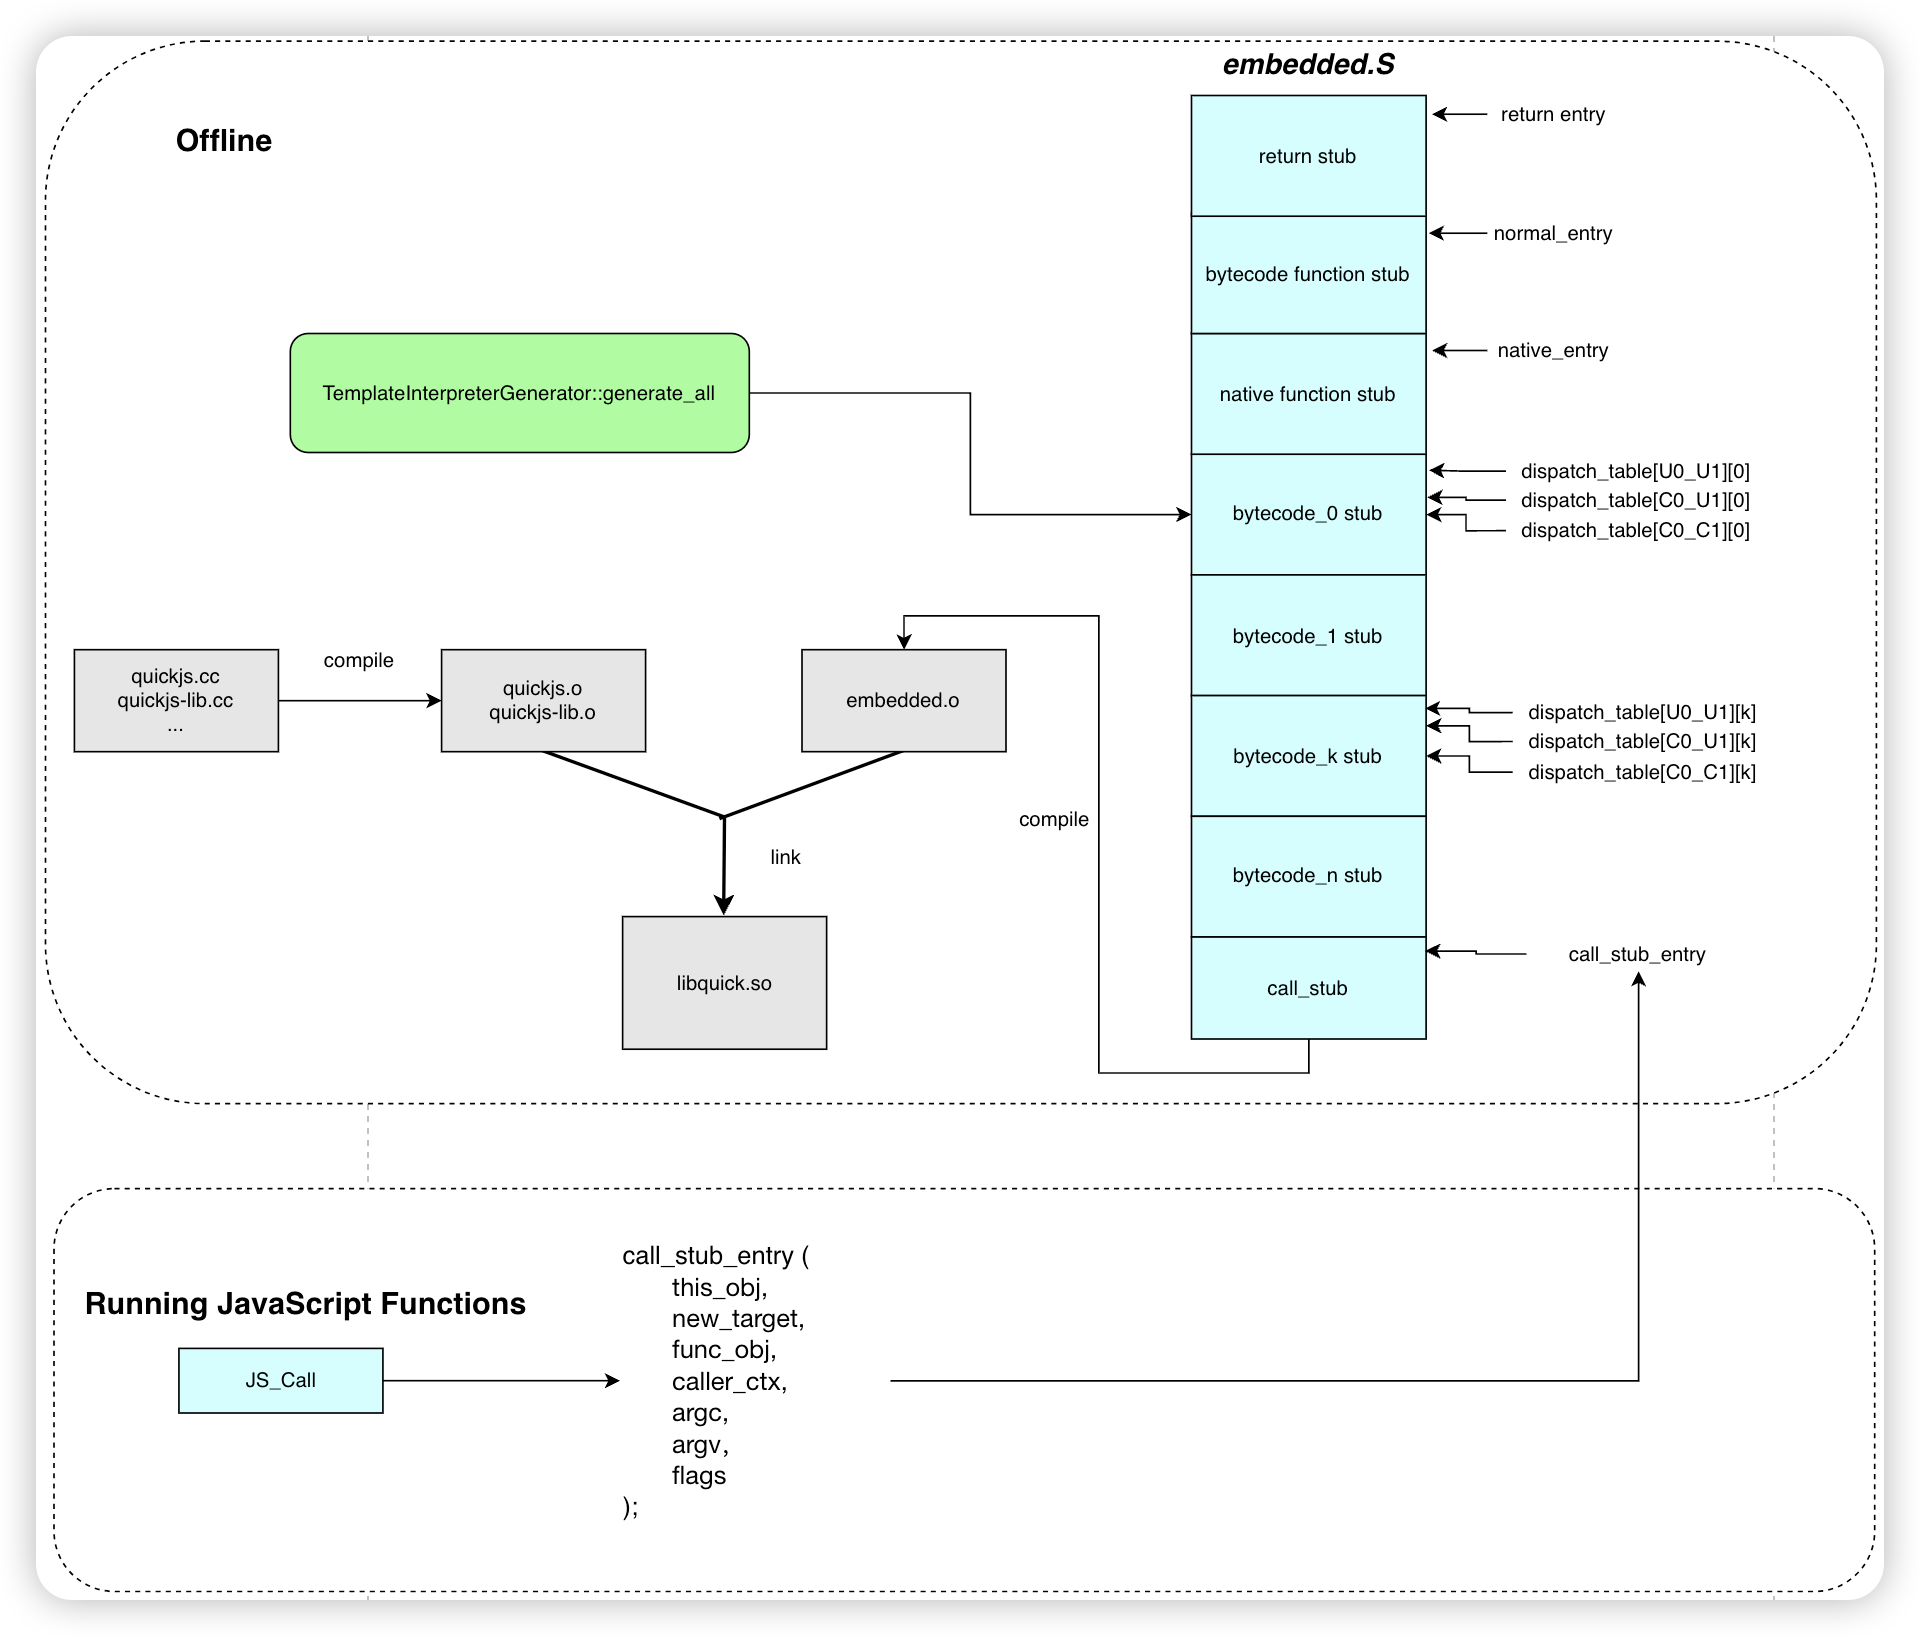 embedded.S
Offline
return entry
return stub
normal_entry
bytecode function stub
native_entry
TemplateInterpreterGenerator::generate_all
native function stub
dispatch_table[U0_U1][0]
dispatch_table[C0_U1][0]
bytecode_0 stub
dispatch_table[C0_C1][0]
bytecode_1 stub
compile
quickjs.cc
quickjs-lib.cc
...
quickjs.o
quickjs-lib.o
embedded.o
dispatch_table[U0_U1][k]
dispatch_table[C0_U1][k]
bytecode_k stub
dispatch_table[C0_C1][k]
compile
link
bytecode_n stub
call_stub_entry
libquick.so
call_stub
Running JavaScript Functions
JS_Call
call_stub_entry (
this_obj,
new_target,
func_obj,
caller_ctx,
argc,
argv,
flags
);